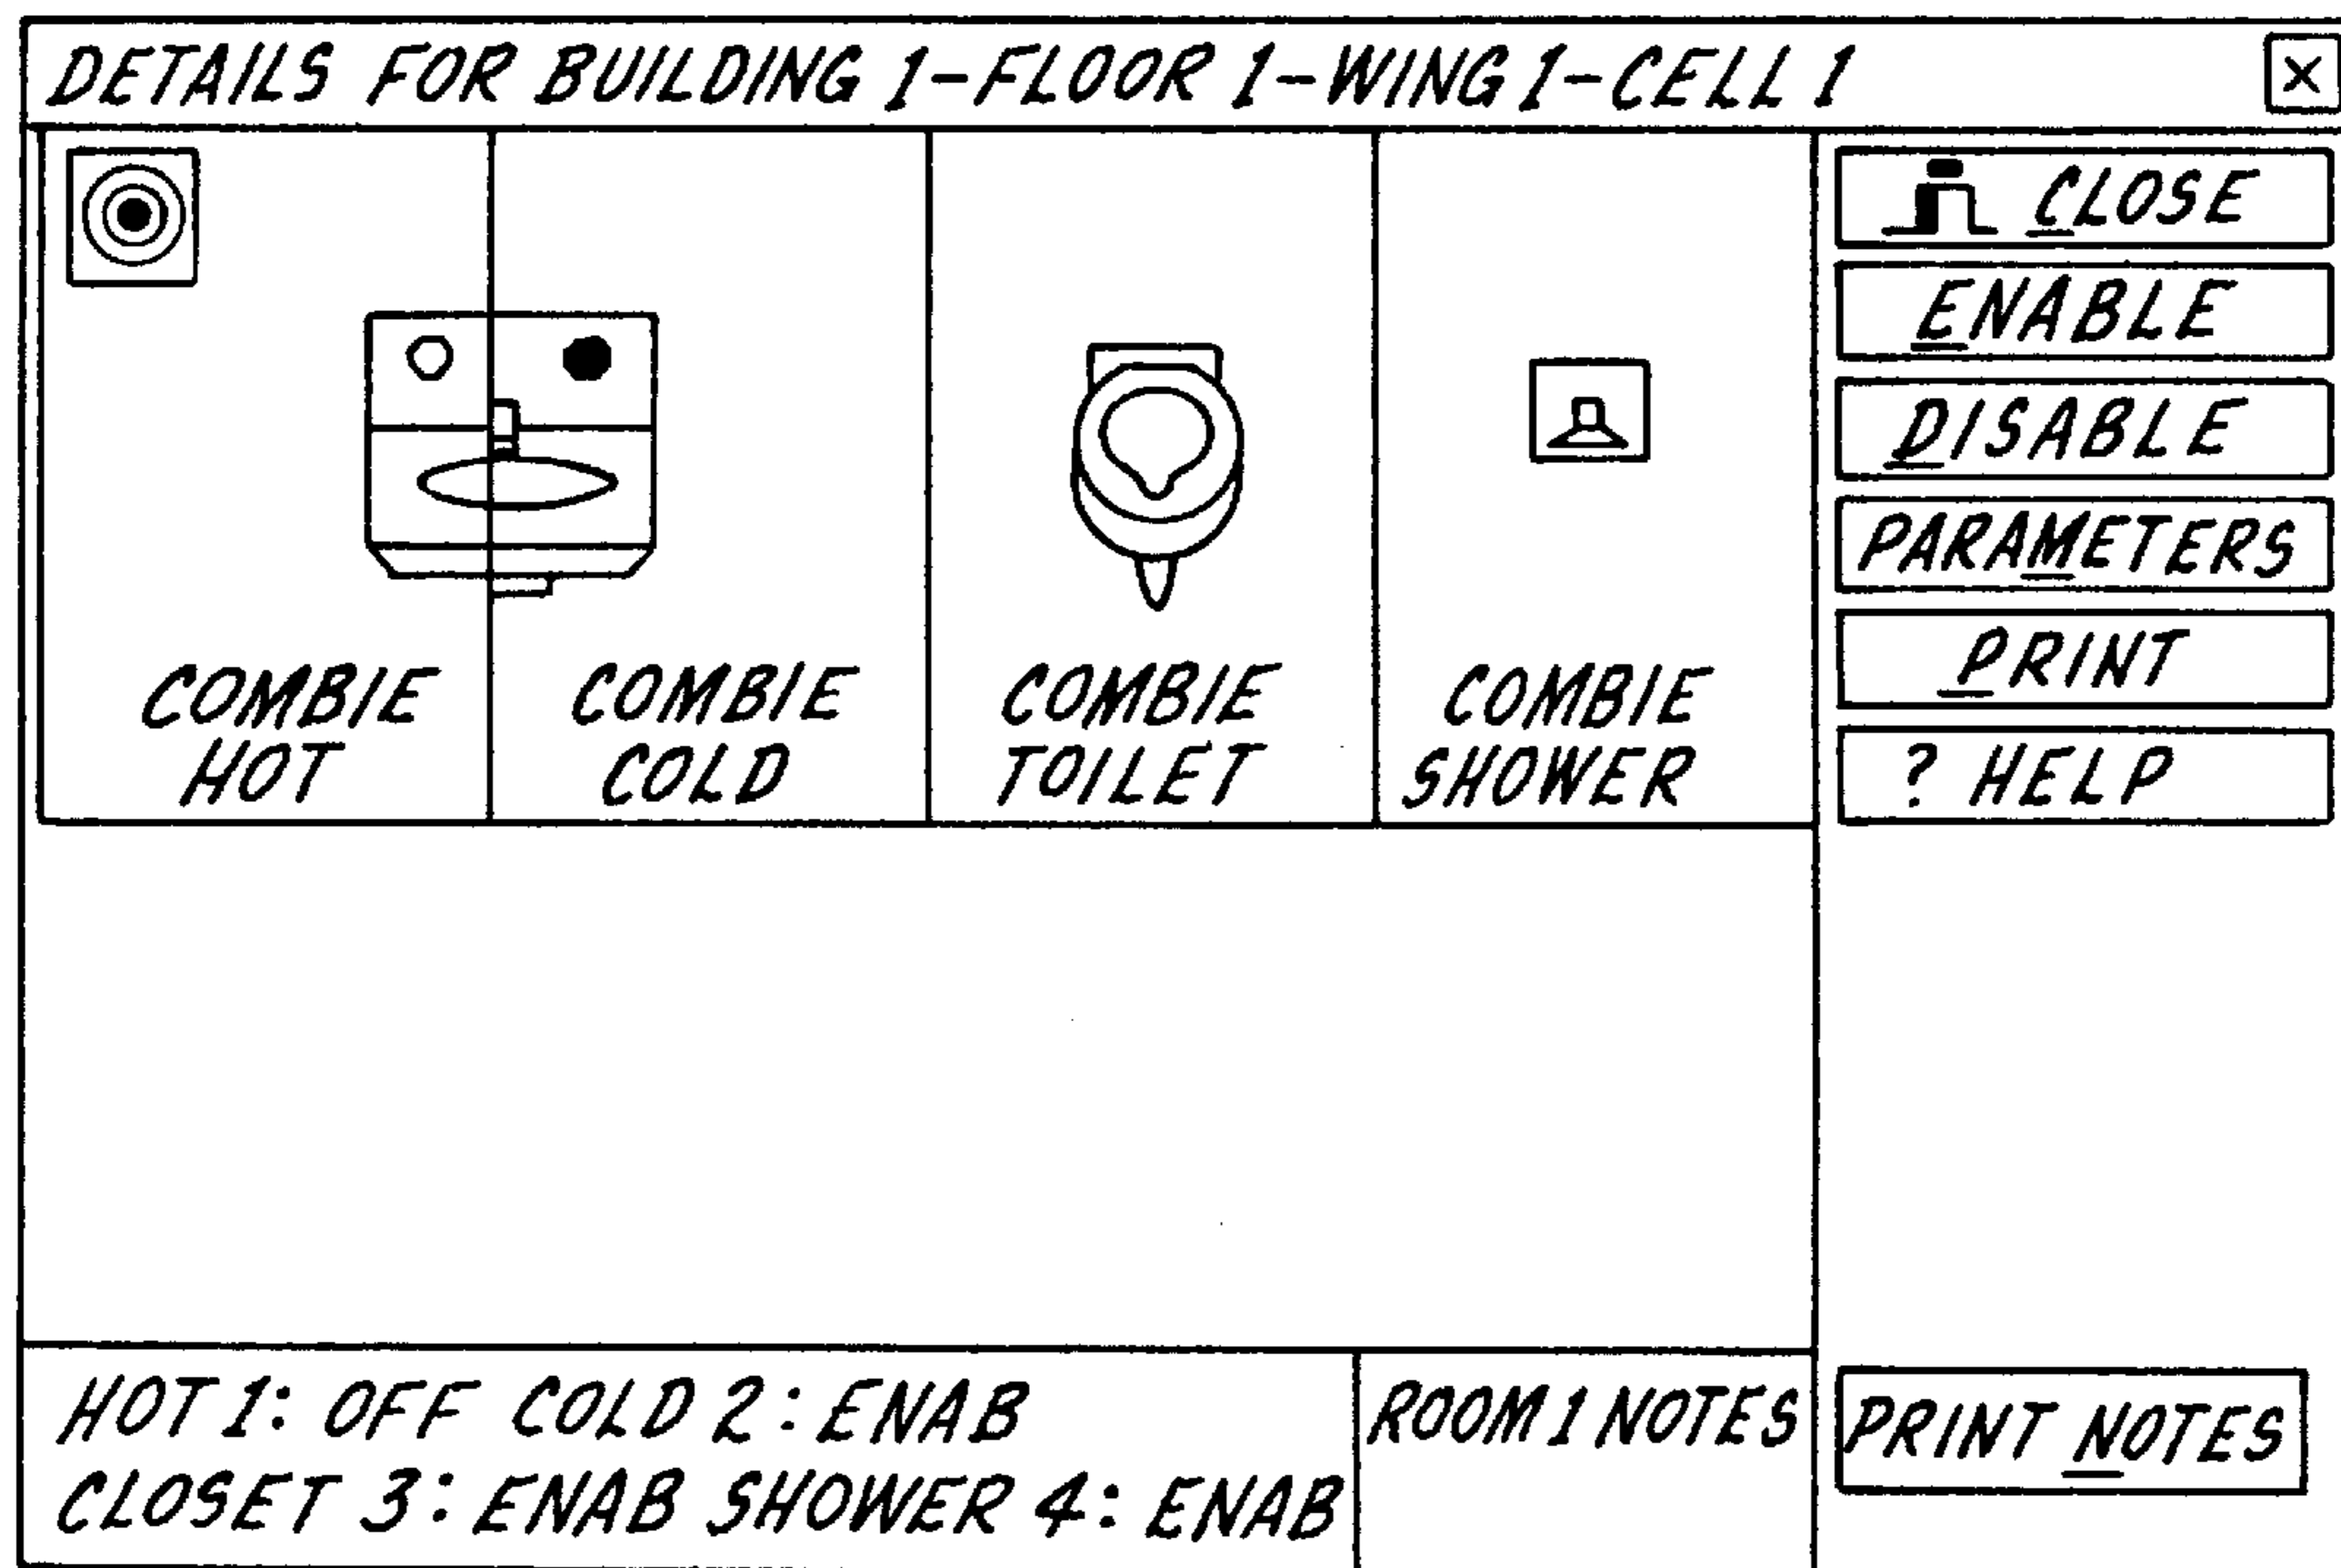 DETAILS FOR BUILDING 1-FLOOR 1-WING 1-CELL 1
X
CLOSE
ENABLE
DISABLE
PARAMETERS
PRINT
? HELP
COMBIE
HOT
COMBIE
COLD
COMBIE
TOILET
COMBIE
SHOWER
HOT 1: OFF COLD 2: ENAB
CLOSET 3: ENAB SHOWER 4: ENAB
ROOM 1 NOTES
PRINT NOTES